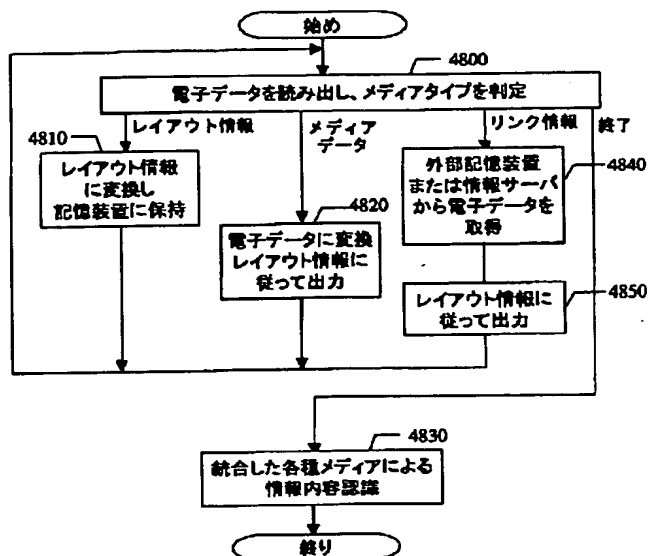 始め
4800
電子データを読み出し、メディアタイプを判定
4810
レイアウト情報
メディア
データ
リンク情報
終了
レイアウト情報
に変換し
記憶装置に保持
4820
電子データに変換
レイアウト情報に
従って出力
外部記憶装置
または情報サーバ
から電子データを
取得
4840
レイアウト情報に
従って出力
4850
4830
統合した各種メディアによる
情報内容認識
終り